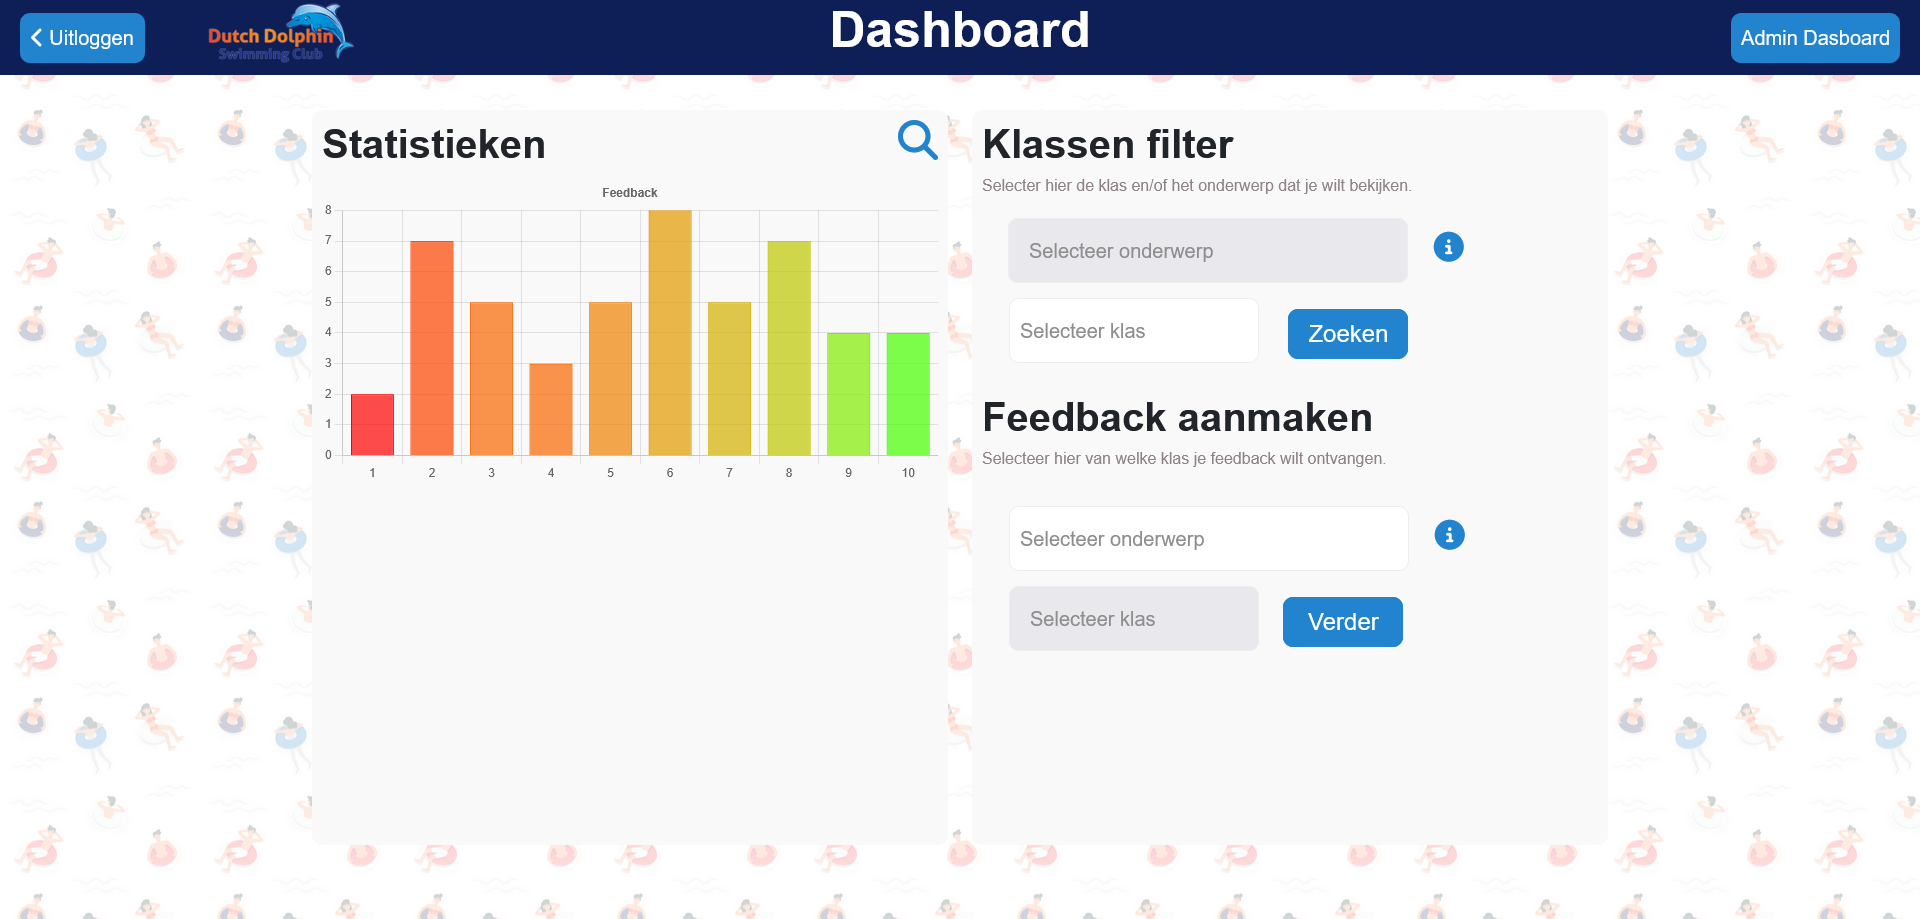 Uitloggen
Dutch Dolphin
Swimming Club
Dashboard
Admin Dasboard
Statistieken
Feedback
8
7
6
5
4
3
2
1
0
1 2 3 4 5 6 7 8 9 10
Klassen filter
Selecter hier de klas en/of het onderwerp dat je wilt bekijken.
Selecteer onderwerp
Selecteer klas
Zoeken
Feedback aanmaken
Selecteer hier van welke klas je feedback wilt ontvangen.
Selecteer onderwerp
Selecteer klas
Verder